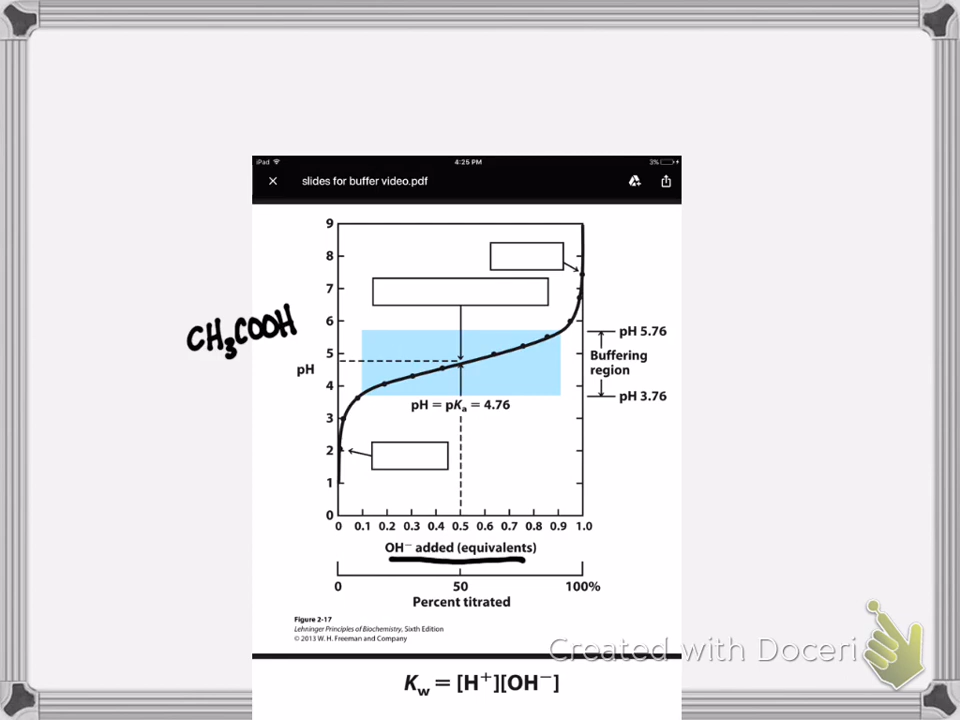 iPad 4:25 PM 3%
slides for buffer video.pdf
9
8
7
6
5
4
3
2
1
0
pH
CH₃COOH
pH 5.76
Buffering
region
pH 3.76
pH = pKₐ = 4.76
0 0.1 0.2 0.3 0.4 0.5 0.6 0.7 0.8 0.9 1.0
OH⁻ added (equivalents)
0 50 100%
Percent titrated
Figure 2-17
Lehninger Principles of Biochemistry, Sixth Edition
© 2013 W. H. Freeman and Company
Created with Doceri
K_w = [H⁺][OH⁻]